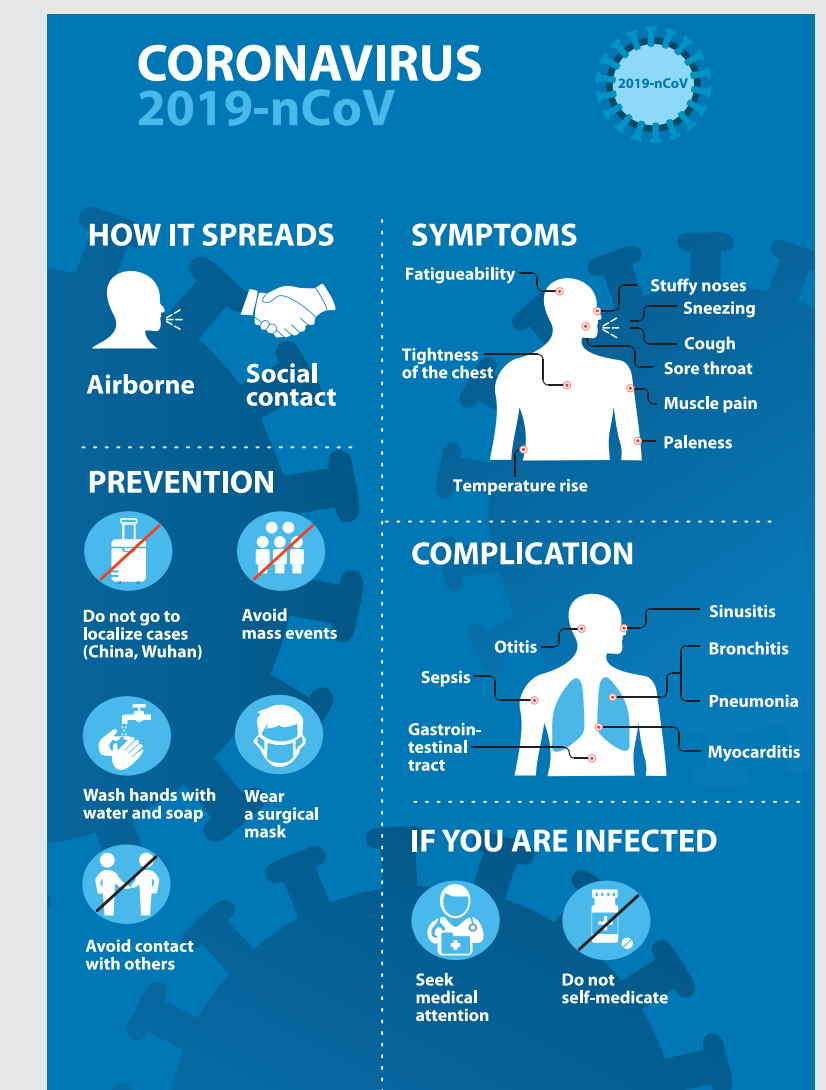 CORONAVIRUS
2019-nCoV
2019-nCoV
HOW IT SPREADS
Airborne
Social
contact
PREVENTION
Do not go to
localize cases
(China, Wuhan)
Avoid
mass events
Wash hands with
water and soap
Wear
a surgical
mask
Avoid contact
with others
SYMPTOMS
Fatigueability
Stuffy noses
Sneezing
Cough
Sore throat
Tightness
of the chest
Muscle pain
Paleness
Temperature rise
COMPLICATION
Sinusitis
Otitis
Bronchitis
Sepsis
Pneumonia
Gastroin-
testinal
tract
Myocarditis
IF YOU ARE INFECTED
Seek
medical
attention
Do not
self-medicate